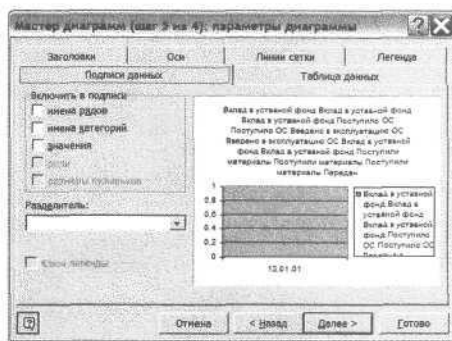 Мастер диаграмм (шаг 3 из 4): параметры диаграммы
Заголовки Оси Линии сетки Легенда
Подписи данных Таблица данных
Включить в подписи
имена рядов
имена категорий
значения
доли
размеры пузырьков
Разделитель:
Ключ легенды
Вклад в уставной фонд Вклад в уставной фонд
Вклад в уставной фонд Поступило ОС
Поступило ОС Введено в эксплуатацию ОС
Введено в эксплуатацию ОС Вклад в уставной
фонд Вклад в уставной фонд Поступили
материалы Поступили материалы Поступили
материалы Передан
1
0.8
0.6
0.4
0.2
0
13.01.01
Вклад в уставной
фонд Вклад в
уставной фонд
Вклад в уставной
фонд Поступило
ОС Поступило ОС
Отмена < Назад Далее > Готово